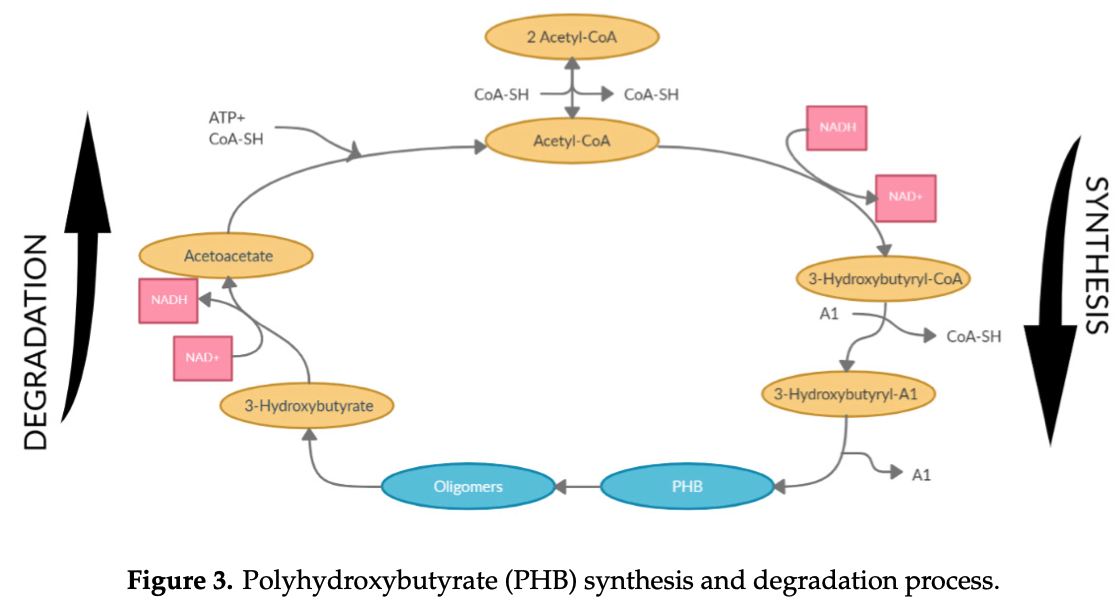 2 Acetyl-CoA
CoA-SH
CoA-SH
Acetyl-CoA
ATP+
CoA-SH
NADH
NAD+
Acetoacetate
NADH
NAD+
3-Hydroxybutyryl-CoA
A1
CoA-SH
3-Hydroxybutyrate
3-Hydroxybutyryl-A1
A1
Oligomers
PHB
DEGRADATION
SYNTHESIS
Figure 3. Polyhydroxybutyrate (PHB) synthesis and degradation process.